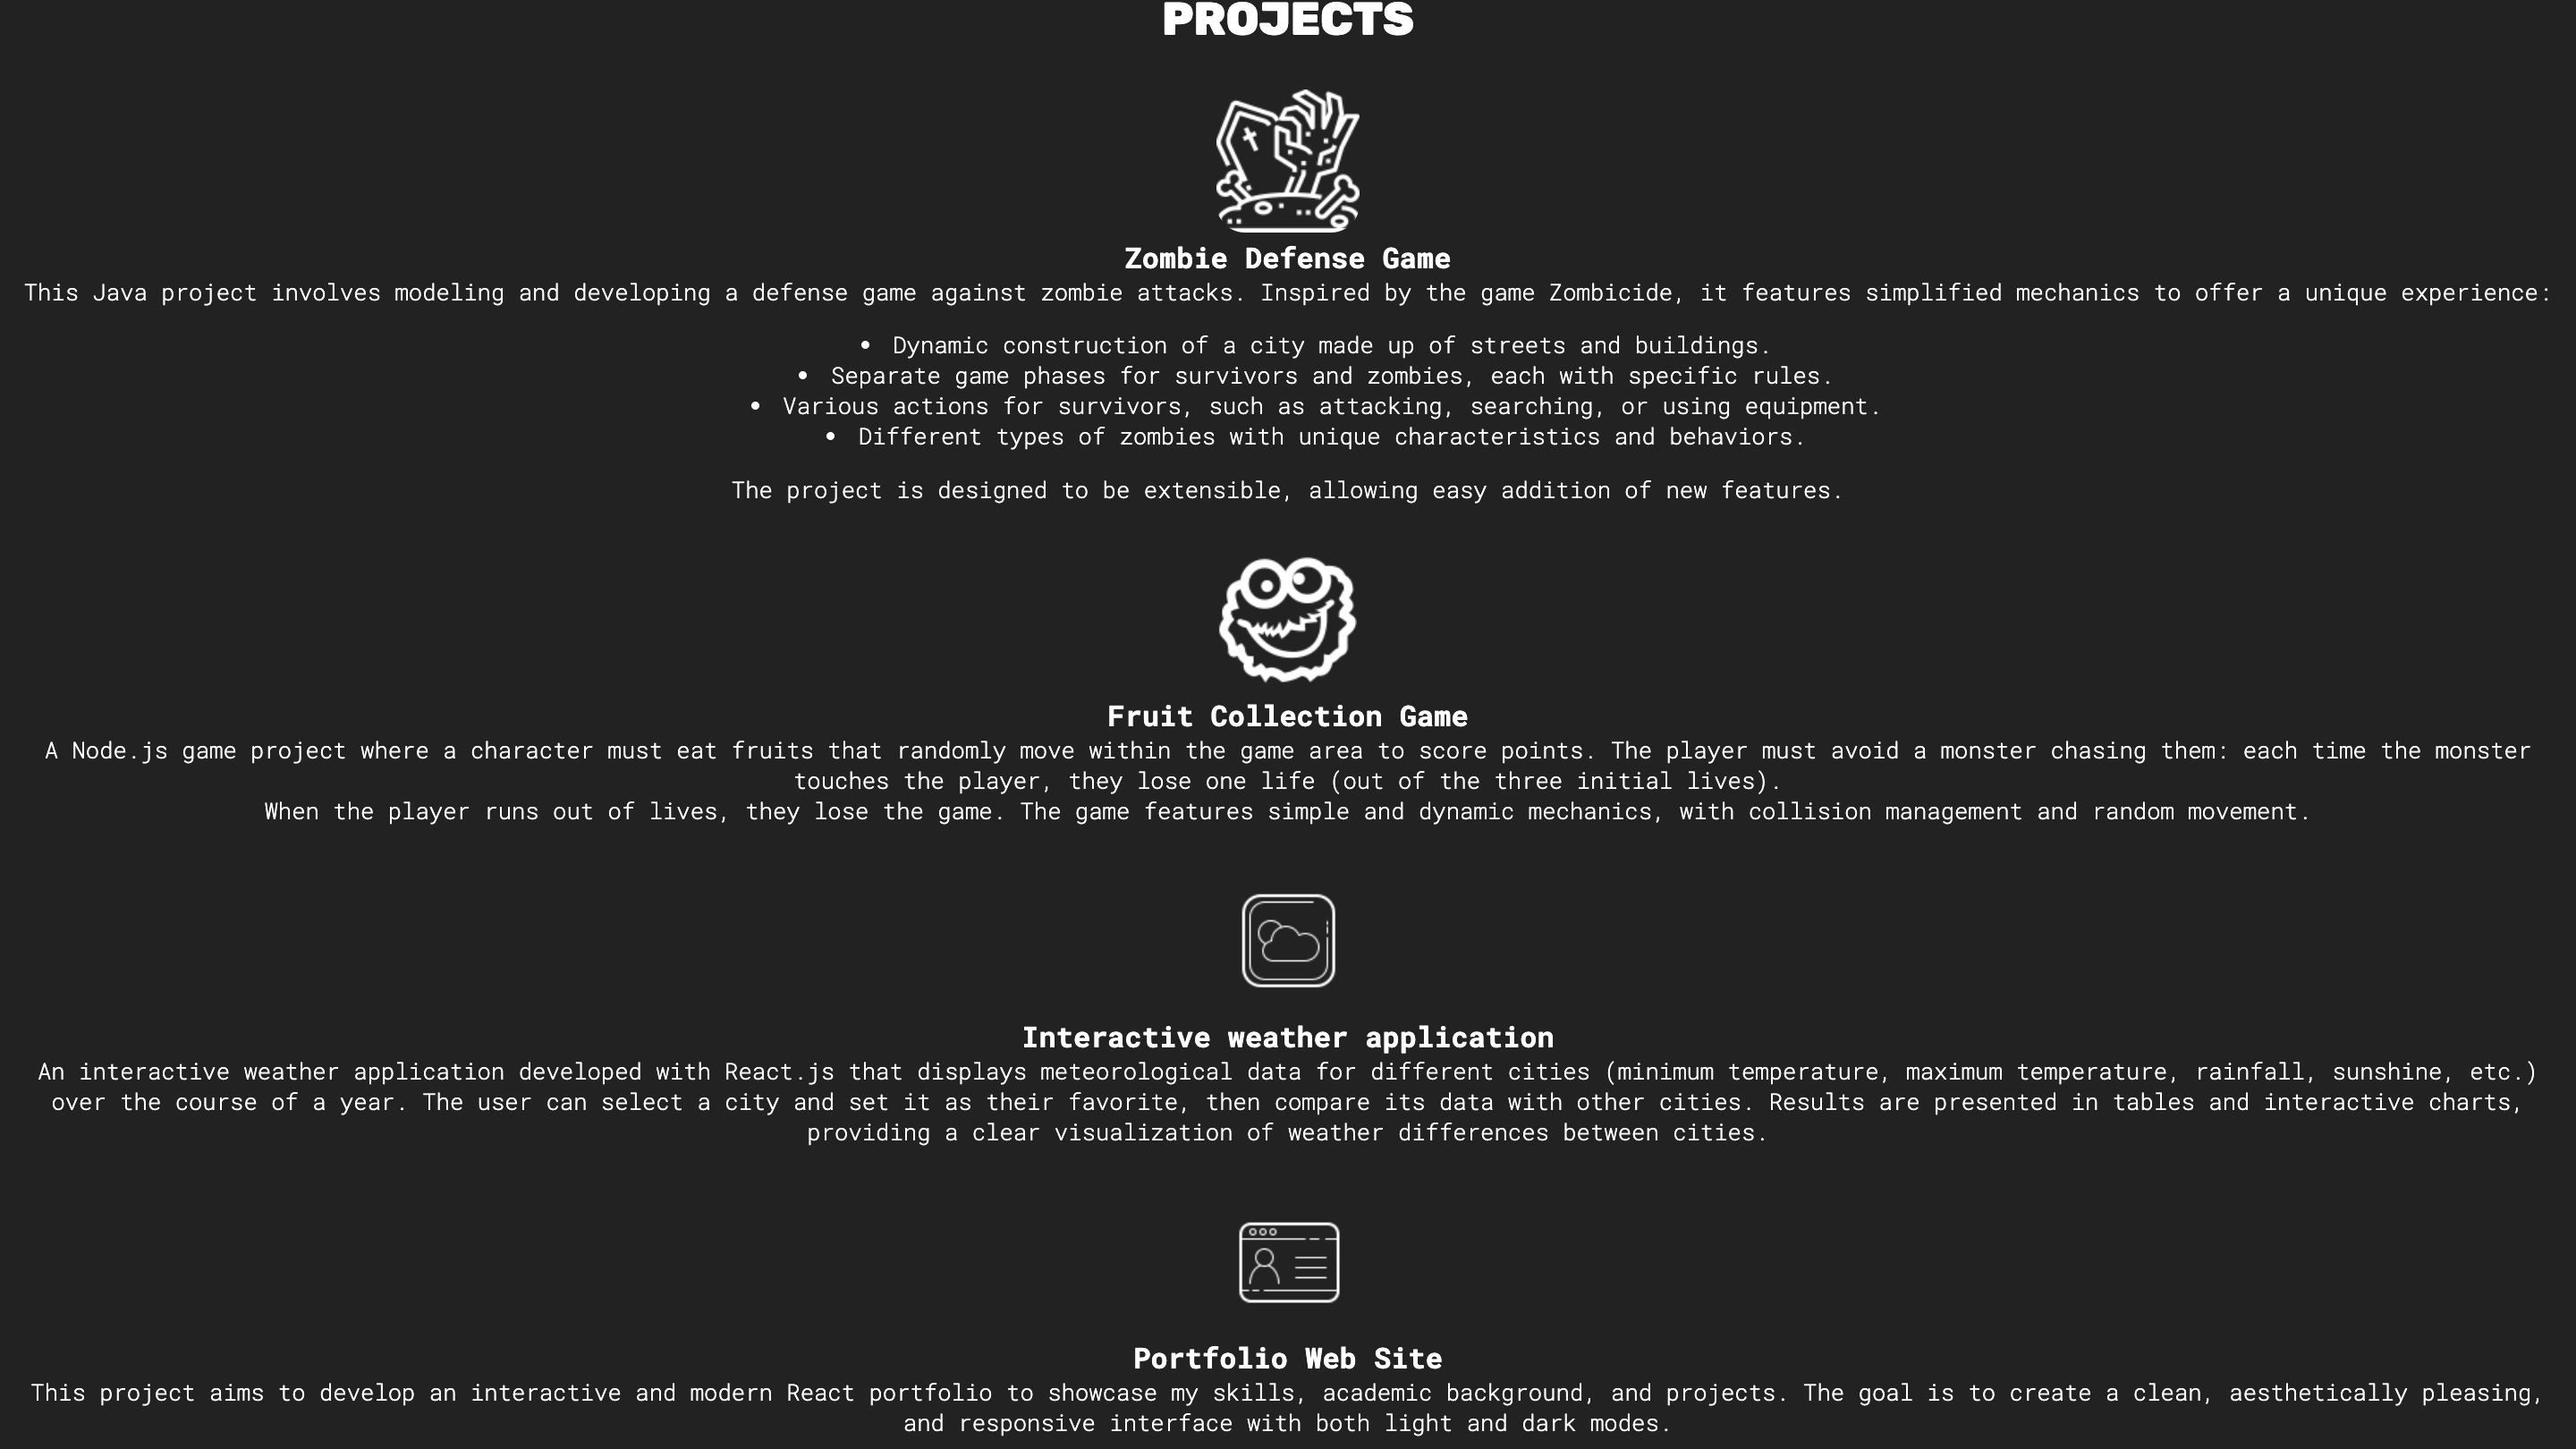 PROJECTS
Zombie Defense Game
This Java project involves modeling and developing a defense game against zombie attacks. Inspired by the game Zombicide, it features simplified mechanics to offer a unique experience:
• Dynamic construction of a city made up of streets and buildings.
• Separate game phases for survivors and zombies, each with specific rules.
• Various actions for survivors, such as attacking, searching, or using equipment.
• Different types of zombies with unique characteristics and behaviors.
The project is designed to be extensible, allowing easy addition of new features.
Fruit Collection Game
A Node.js game project where a character must eat fruits that randomly move within the game area to score points. The player must avoid a monster chasing them: each time the monster
touches the player, they lose one life (out of the three initial lives).
When the player runs out of lives, they lose the game. The game features simple and dynamic mechanics, with collision management and random movement.
Interactive weather application
An interactive weather application developed with React.js that displays meteorological data for different cities (minimum temperature, maximum temperature, rainfall, sunshine, etc.)
over the course of a year. The user can select a city and set it as their favorite, then compare its data with other cities. Results are presented in tables and interactive charts,
providing a clear visualization of weather differences between cities.
Portfolio Web Site
This project aims to develop an interactive and modern React portfolio to showcase my skills, academic background, and projects. The goal is to create a clean, aesthetically pleasing,
and responsive interface with both light and dark modes.